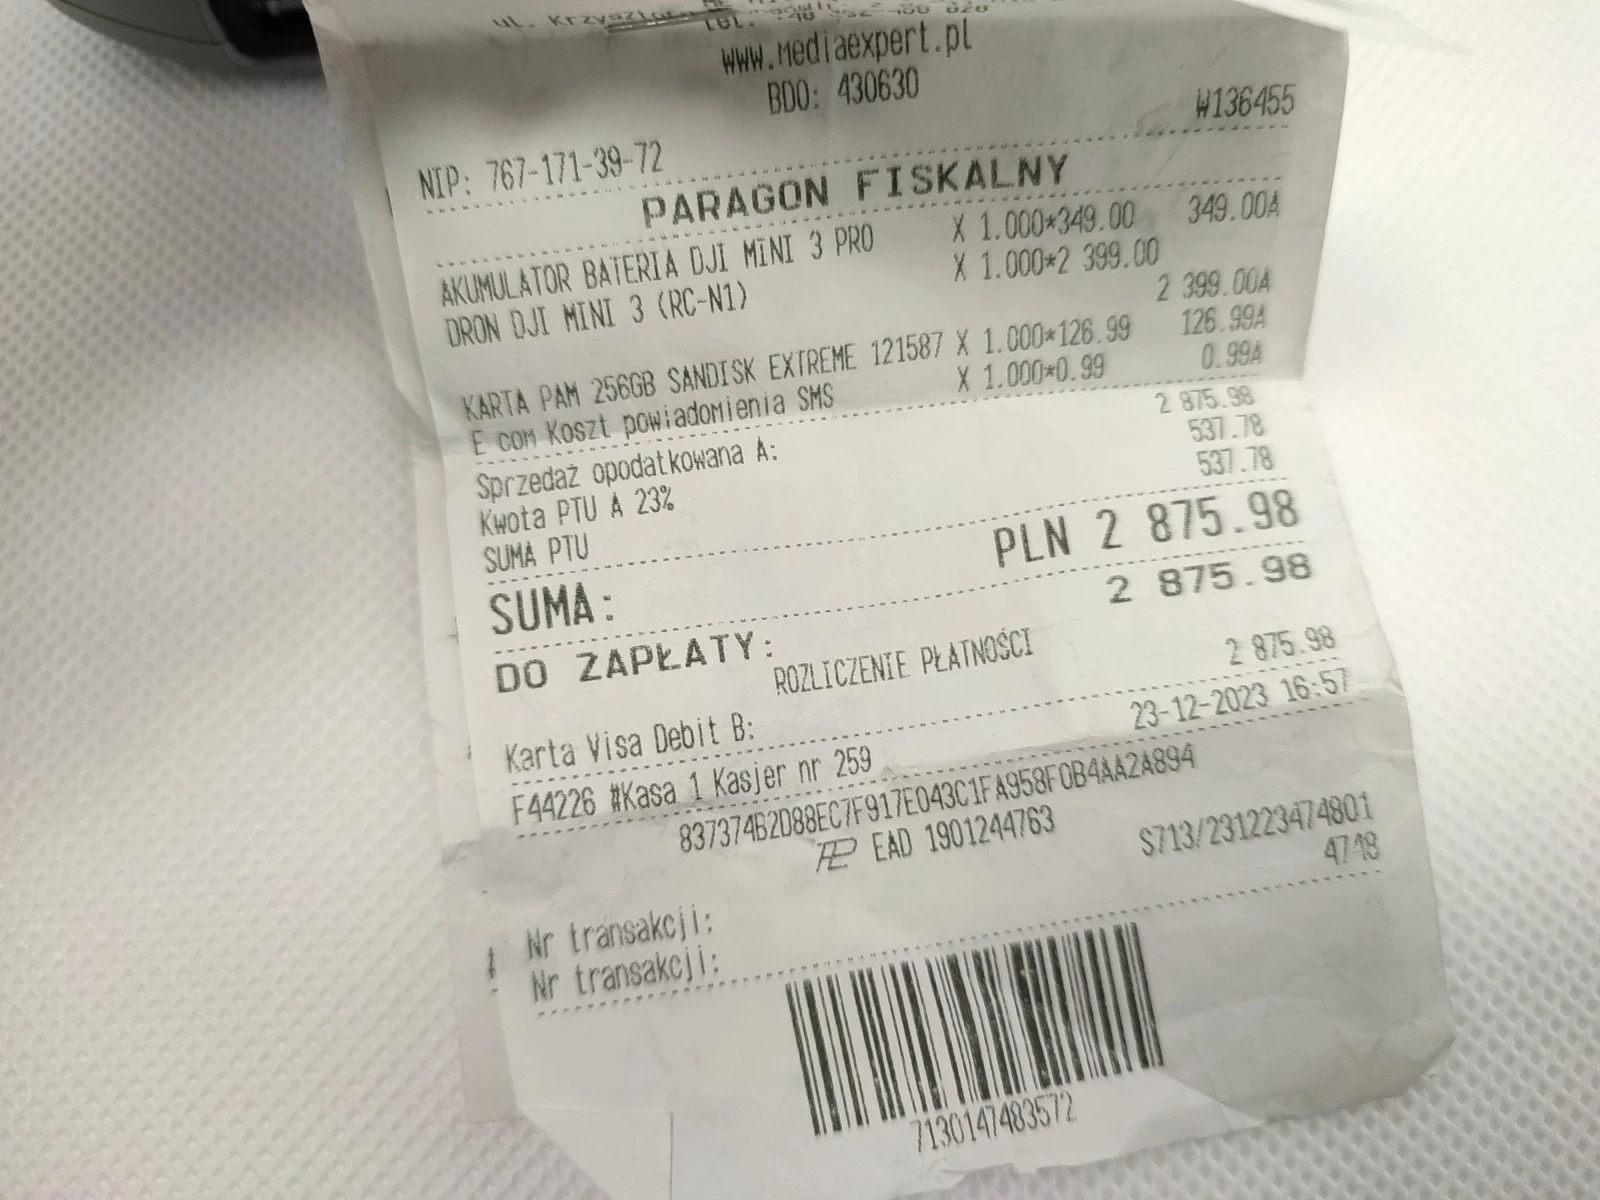 ul. Krzysztofa
www.mediaexpert.pl
BDO: 430630
W136455
NIP: 767-171-39-72
PARAGON FISKALNY
AKUMULATOR BATERIA DJI MINI 3 PRO X 1.000*349.00 349.00A
DRON DJI MINI 3 (RC-N1) X 1.000*2 399.00
2 399.00A
KARTA PAM 256GB SANDISK EXTREME 121587 X 1.000*126.99 126.99A
E com Koszt powiadomienia SMS X 1.000*0.99 0.99A
Sprzedaż opodatkowana A: 2 875.98
Kwota PTU A 23% 537.78
SUMA PTU 537.78
SUMA: PLN 2 875.98
DO ZAPŁATY: 2 875.98
ROZLICZENIE PŁATNOŚCI
Karta Visa Debit B: 2 875.98
F44226 #Kasa 1 Kasjer nr 259 23-12-2023 16:57
837374B2D88EC7F917E043C1FA958F0B4AA2A894
EAD 1901244763
Nr transakcji: S713/231223474801
Nr transakcji: 4748
7130147483572